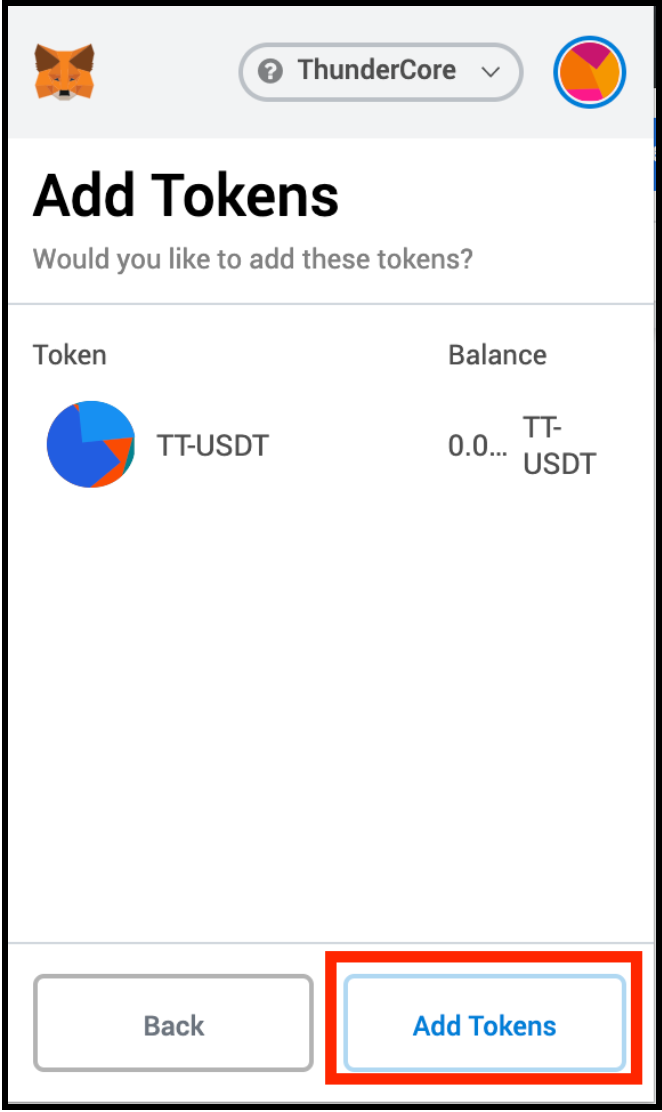 ThunderCore
Add Tokens
Would you like to add these tokens?
Token Balance
TT-USDT 0.0... TT-
USDT
Back Add Tokens